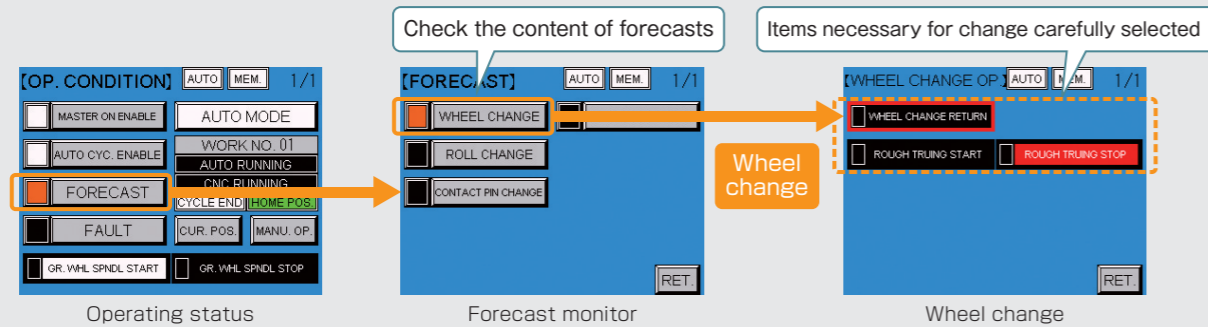 Check the content of forecasts
Items necessary for change carefully selected
【OP. CONDITION】 AUTO MEM. 1/1
MASTER ON ENABLE AUTO MODE
AUTO CYC. ENABLE WORK NO. 01
AUTO RUNNING
FORECAST CNC RUNNING
CYCLE END HOME POS.
FAULT CUR. POS. MANU. OP.
GR. WHL SPNDL START GR. WHL SPNDL STOP
Operating status
【FORECAST】 AUTO MEM. 1/1
WHEEL CHANGE
ROLL CHANGE
CONTACT PIN CHANGE
RET.
Forecast monitor
Wheel
change
【WHEEL CHANGE OP.】 AUTO MEM. 1/1
WHEEL CHANGE RETURN
ROUGH TRUING START ROUGH TRUING STOP
RET.
Wheel change